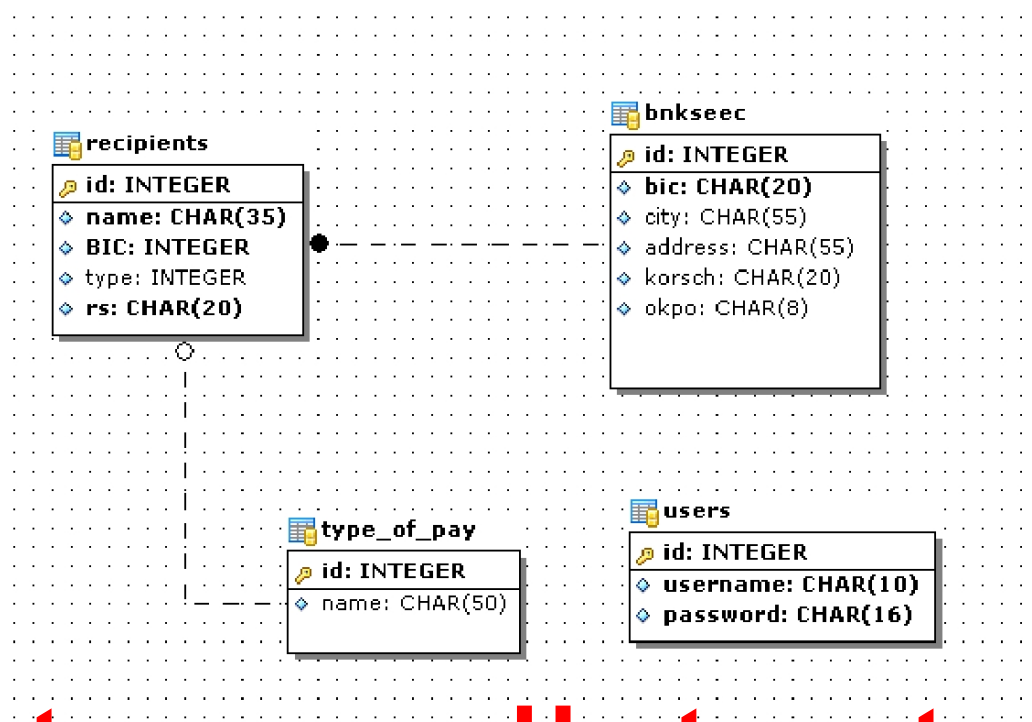 recipients
id: INTEGER
name: CHAR(35)
BIC: INTEGER
type: INTEGER
rs: CHAR(20)
bnkseec
id: INTEGER
bic: CHAR(20)
city: CHAR(55)
address: CHAR(55)
korsch: CHAR(20)
okpo: CHAR(8)
type_of_pay
id: INTEGER
name: CHAR(50)
users
id: INTEGER
username: CHAR(10)
password: CHAR(16)